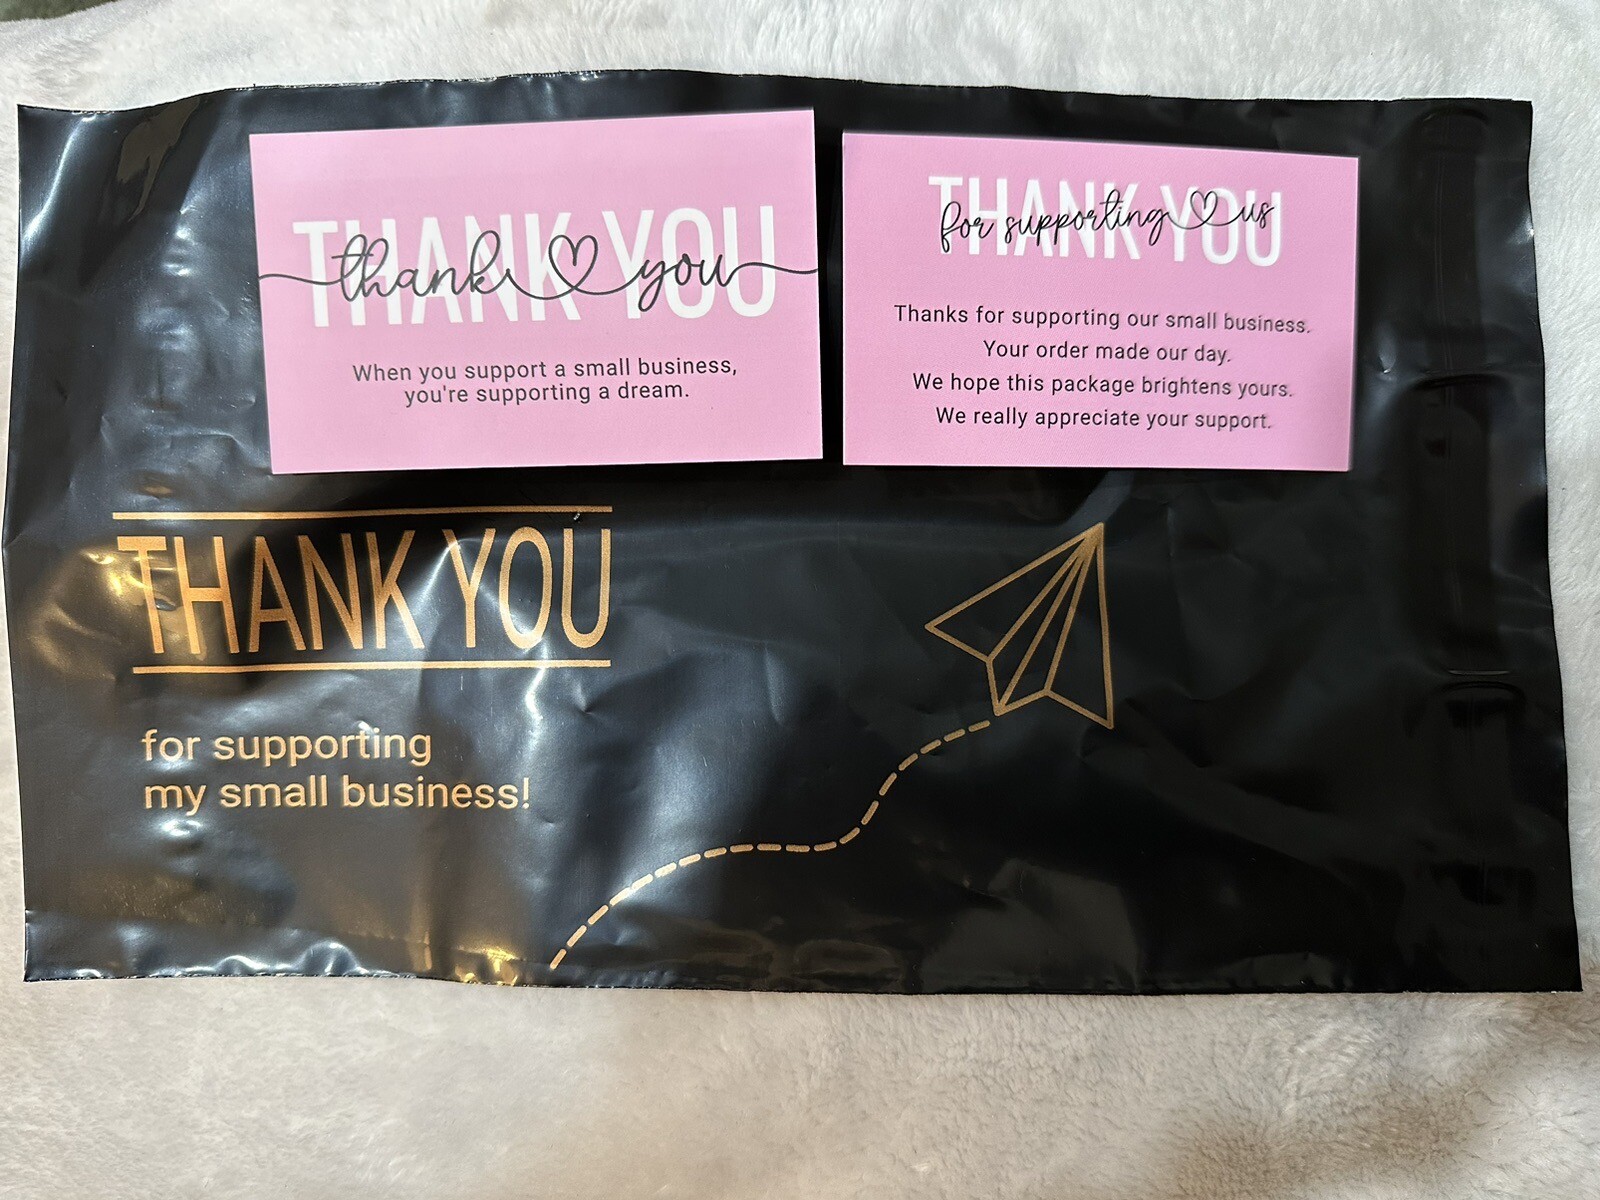 THANK YOU
thank you
When you support a small business,
you're supporting a dream.
THANK YOU
for supporting us
Thanks for supporting our small business.
Your order made our day.
We hope this package brightens yours.
We really appreciate your support.
THANK YOU
for supporting
my small business!